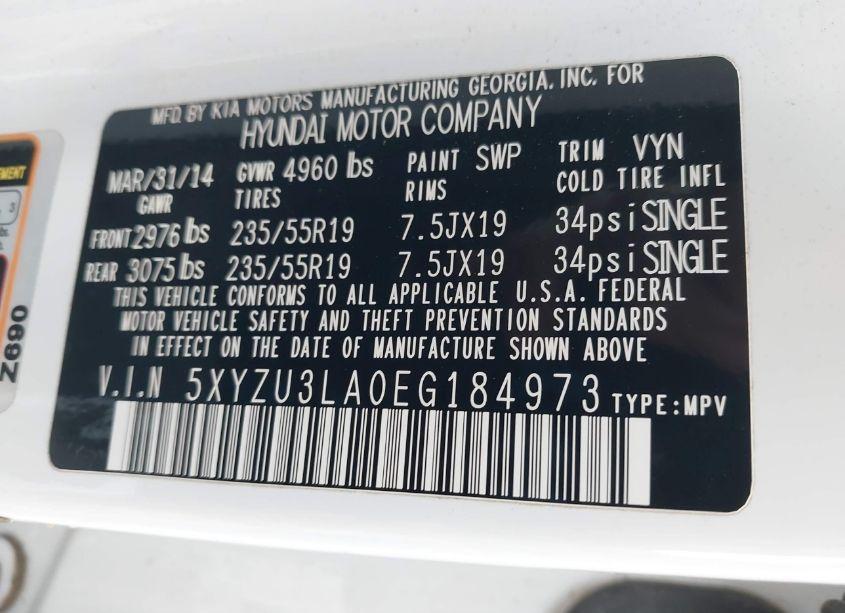 MFD. BY KIA MOTORS MANUFACTURING GEORGIA, INC. FOR
HYUNDAI MOTOR COMPANY
MAR/31/14 GVWR 4960 lbs PAINT SWP TRIM VYN
GAWR TIRES RIMS COLD TIRE INFL
FRONT 2976 lbs 235/55R19 7.5JX19 34psi SINGLE
REAR 3075 lbs 235/55R19 7.5JX19 34psi SINGLE
THIS VEHICLE CONFORMS TO ALL APPLICABLE U.S.A. FEDERAL
MOTOR VEHICLE SAFETY AND THEFT PREVENTION STANDARDS
IN EFFECT ON THE DATE OF MANUFACTURE SHOWN ABOVE
V.I.N 5XYZU3LA0EG184973 TYPE:MPV
Z690